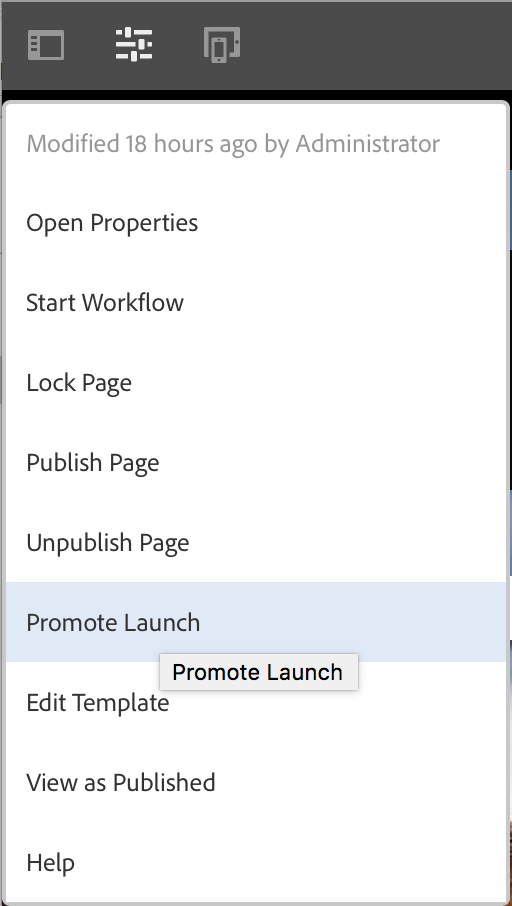 Modified 18 hours ago by Administrator
Open Properties
Start Workflow
Lock Page
Publish Page
Unpublish Page
Promote Launch
Promote Launch
Edit Template
View as Published
Help